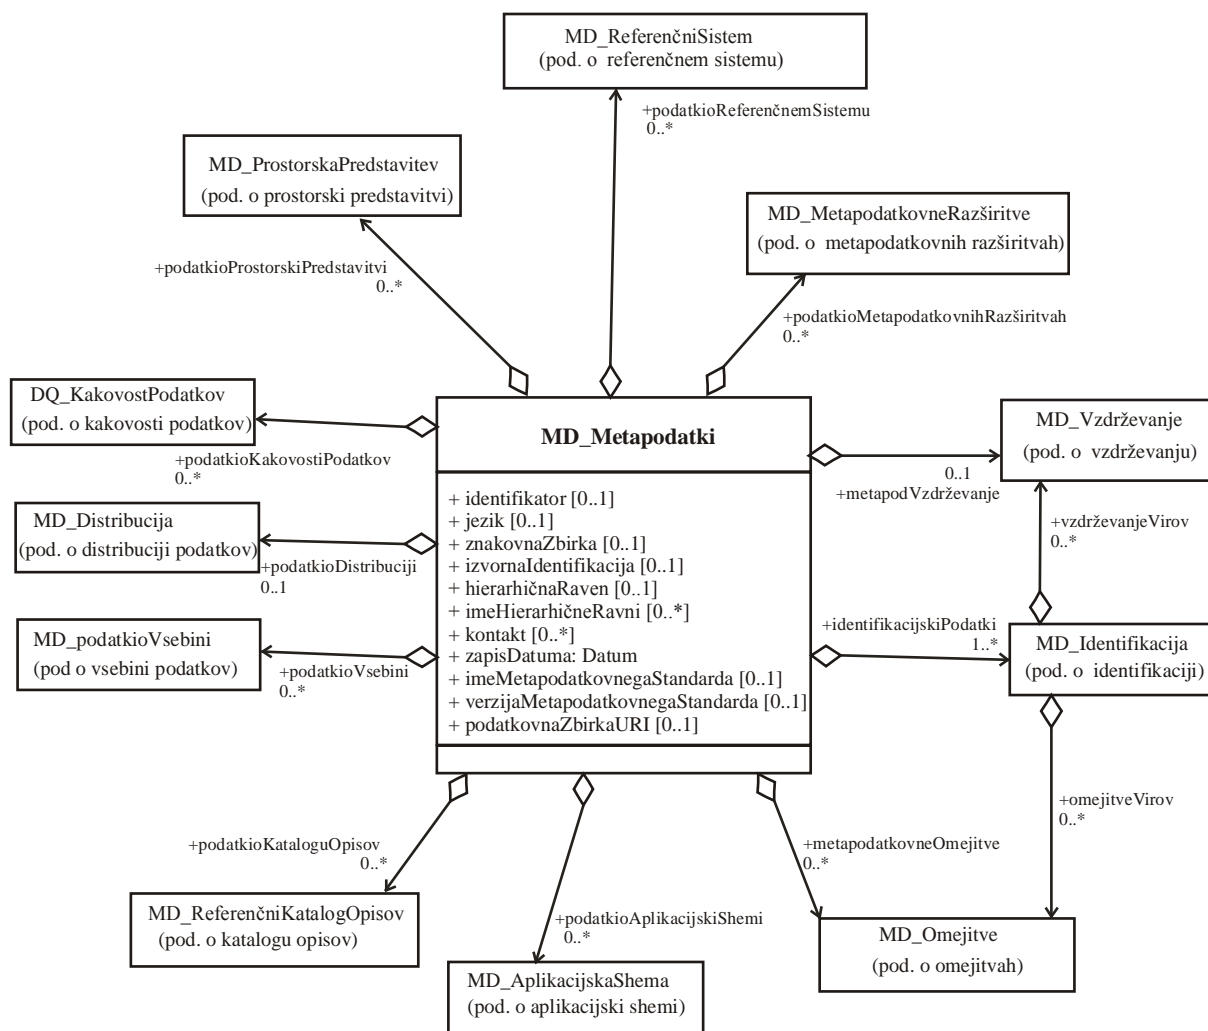 MD_ReferenčniSistem
(pod. o referenčnem sistemu)
+podatkioReferenčnemSistemu
0..*
MD_ProstorskaPredstavitev
(pod. o prostorski predstavitvi)
+podatkioProstorskiPredstavitvi
0..*
MD_MetapodatkovneRazširitve
(pod. o metapodatkovnih razširitvah)
+podatkioMetapodatkovnihRazširitvah
0..*
DQ_KakovostPodatkov
(pod. o kakovosti podatkov)
+podatkioKakovostiPodatkov
0..*
MD_Distribucija
(pod. o distribuciji podatkov)
+podatkioDistribuciji
0..1
MD_podatkioVsebini
(pod o vsebini podatkov)
+podatkioVsebini
0..*
MD_Metapodatki
+ identifikator [0..1]
+ jezik [0..1]
+ znakovnaZbirka [0..1]
+ izvornaIdentifikacija [0..1]
+ hierarhičnaRaven [0..1]
+ imeHierarhičneRavni [0..*]
+ kontakt [0..*]
+ zapisDatuma: Datum
+ imeMetapodatkovnegaStandarda [0..1]
+ verzijaMetapodatkovnegaStandarda [0..1]
+ podatkovnaZbirkaURI [0..1]
MD_Vzdrževanje
(pod. o vzdrževanju)
0..1
+metapodVzdrževanje
+vzdrževanjeVirov
0..*
+identifikacijskiPodatki
1..*
MD_Identifikacija
(pod. o identifikaciji)
+omejitveVirov
0..*
+podatkioKataloguOpisov
0..*
MD_ReferenčniKatalogOpisov
(pod. o katalogu opisov)
+podatkioAplikacijskiShemi
0..*
MD_AplikacijskaShema
(pod. o aplikacijski shemi)
+metapodatkovneOmejitve
0..*
MD_Omejitve
(pod. o omejitvah)